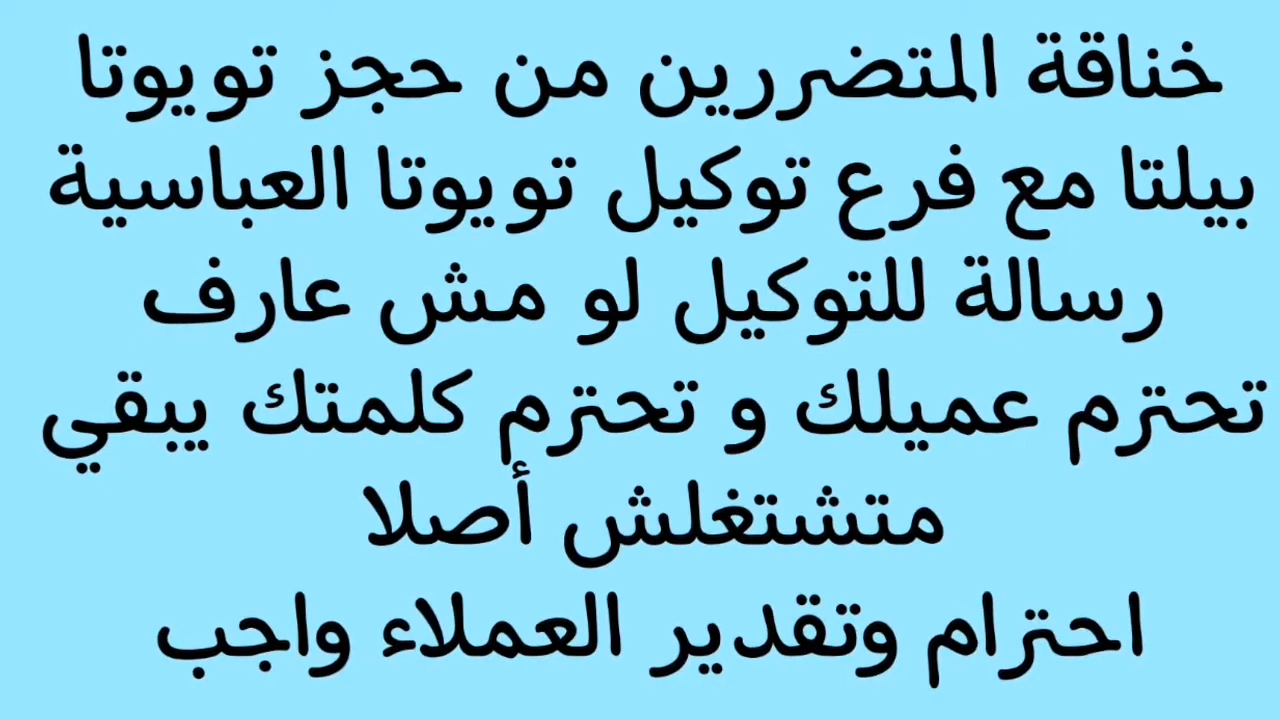 خناقة المتضررين من حجز تويوتا
بيلتا مع فرع توكيل تويوتا العباسية
رسالة للتوكيل لو مش عارف
تحترم عميلك و تحترم كلمتك يبقي
متشتغلش أصلا
احترام وتقدير العملاء واجب